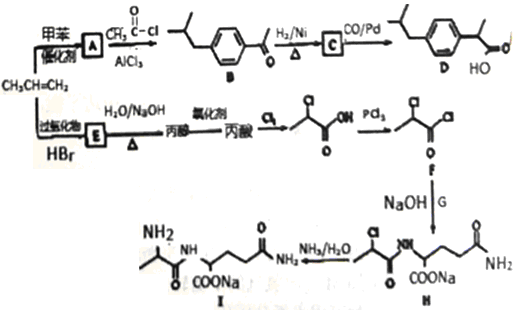 甲苯 CH₃ O Cl
催化剂 A AlCl₃ B O H₂/Ni △ C CO/Pd D HO O
CH₃CH=CH₂
过氧化物 HBr E H₂O/NaOH △ 丙醇 氧化剂 丙酸 Cl₂ Cl OH O PCl₃ Cl Cl O F
NaOH G
NH₂ NH O O NH₂ COONa I NH₃/H₂O Cl O NH O NH₂ COONa H